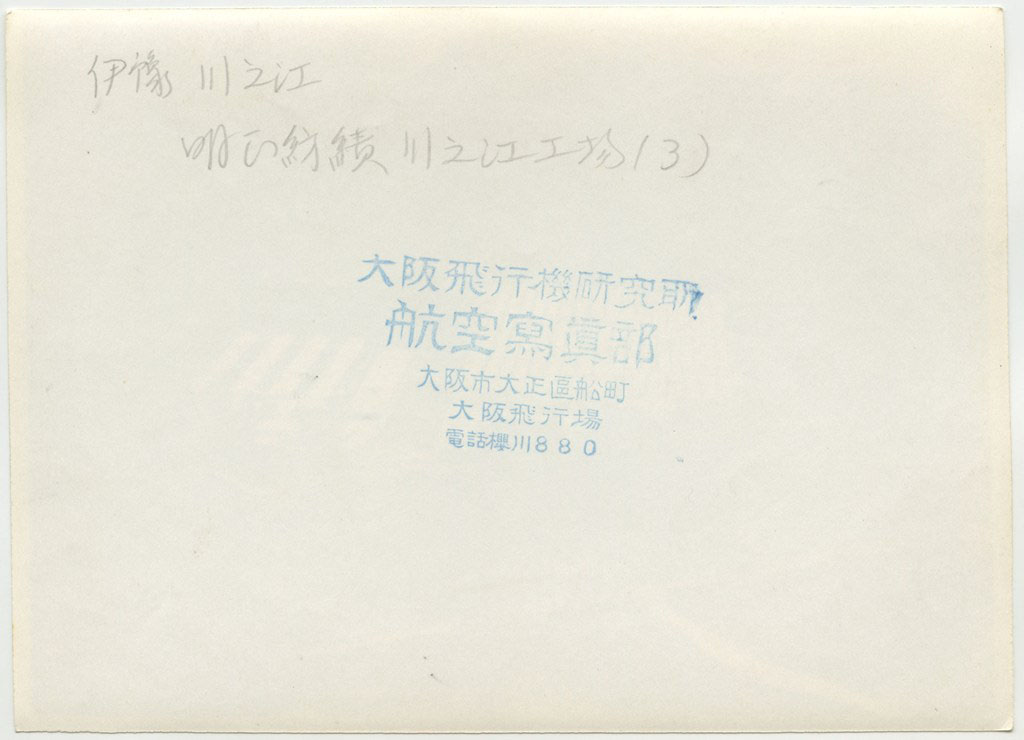 伊豫 川之江
明正紡績川之江工場(3)
大阪飛行機研究所
航空寫眞部
大阪市大正區船町
大阪飛行場
電話櫻川880